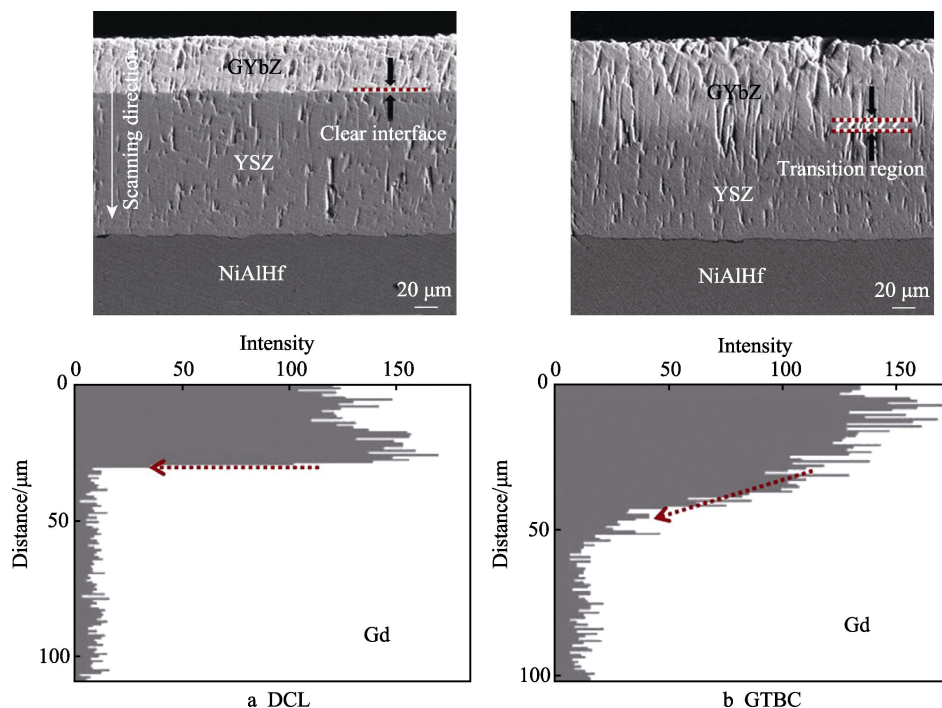 GYbZ
Scanning direction
Clear interface
YSZ
NiAlHf
20 μm
GYbZ
Transition region
YSZ
NiAlHf
20 μm
Intensity
0 50 100 150
0
50
100
Distance/μm
Gd
a DCL
Intensity
50 100 150
0
50
100
Distance/μm
Gd
b GTBC